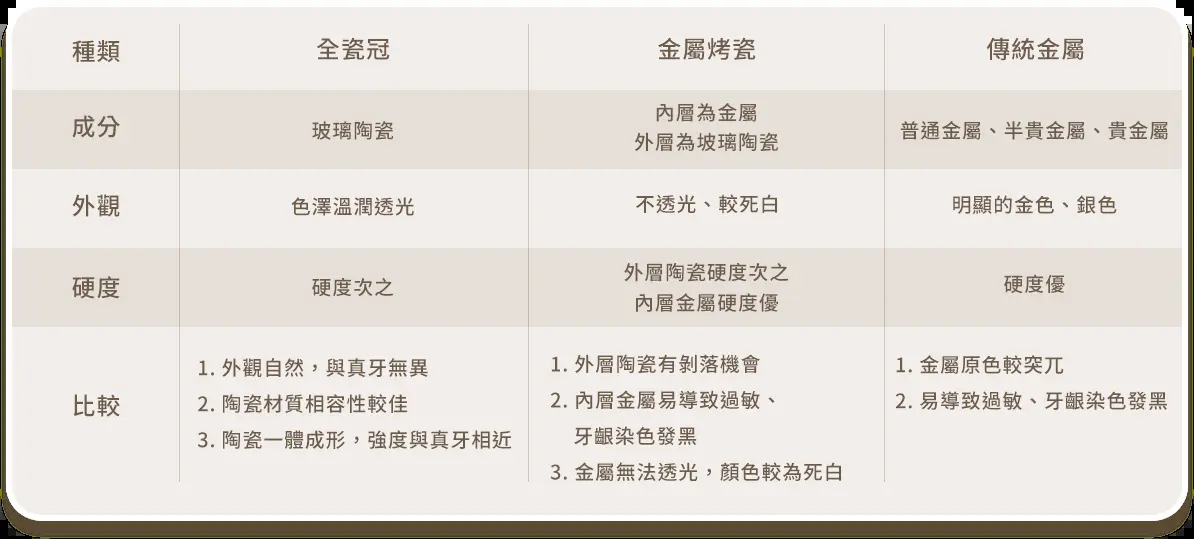 種類
全瓷冠
金屬烤瓷
傳統金屬
成分
玻璃陶瓷
內層為金屬
外層為坡璃陶瓷
普通金屬、半貴金屬、貴金屬
外觀
色澤溫潤透光
不透光、較死白
明顯的金色、銀色
硬度
硬度次之
外層陶瓷硬度次之
內層金屬硬度優
硬度優
比較
1. 外觀自然，與真牙無異
2. 陶瓷材質相容性較佳
3. 陶瓷一體成形，強度與真牙相近
1. 外層陶瓷有剝落機會
2. 內層金屬易導致過敏、
牙齦染色發黑
3. 金屬無法透光，顏色較為死白
1. 金屬原色較突兀
2. 易導致過敏、牙齦染色發黑